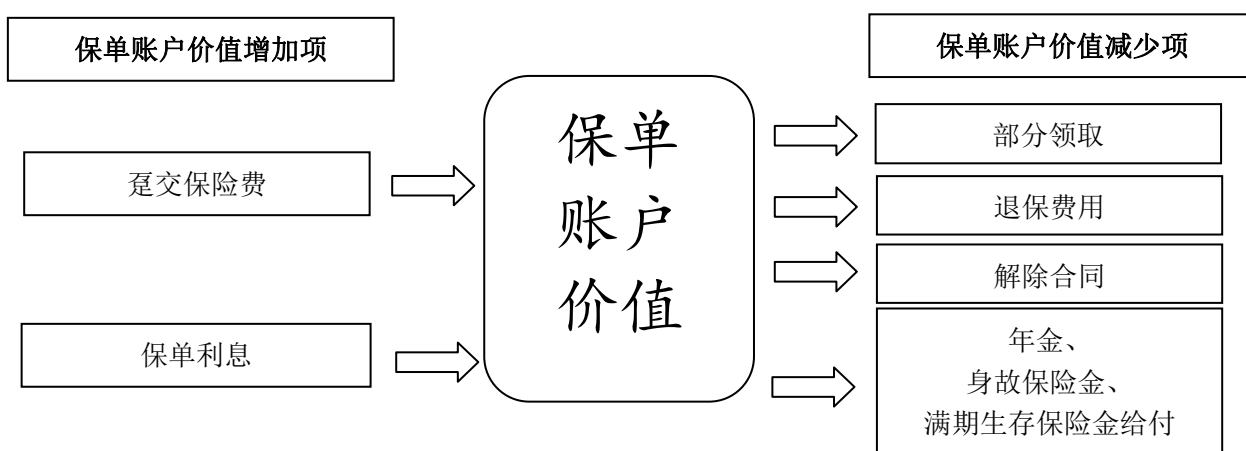 保单账户价值增加项
趸交保险费
保单利息
保单
账户
价值
保单账户价值减少项
部分领取
退保费用
解除合同
年金、
身故保险金、
满期生存保险金给付